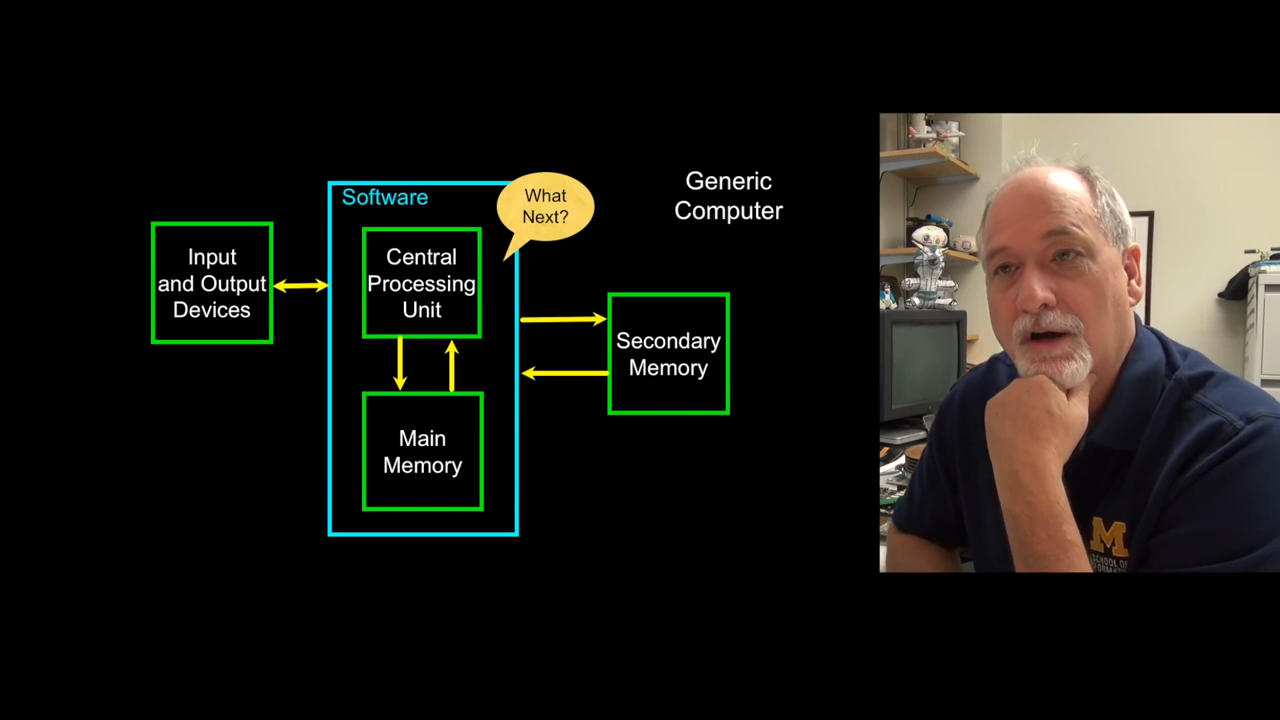 Software
What
Next?
Generic
Computer
Input
and Output
Devices
Central
Processing
Unit
Secondary
Memory
Main
Memory
M
SCHOOL OF